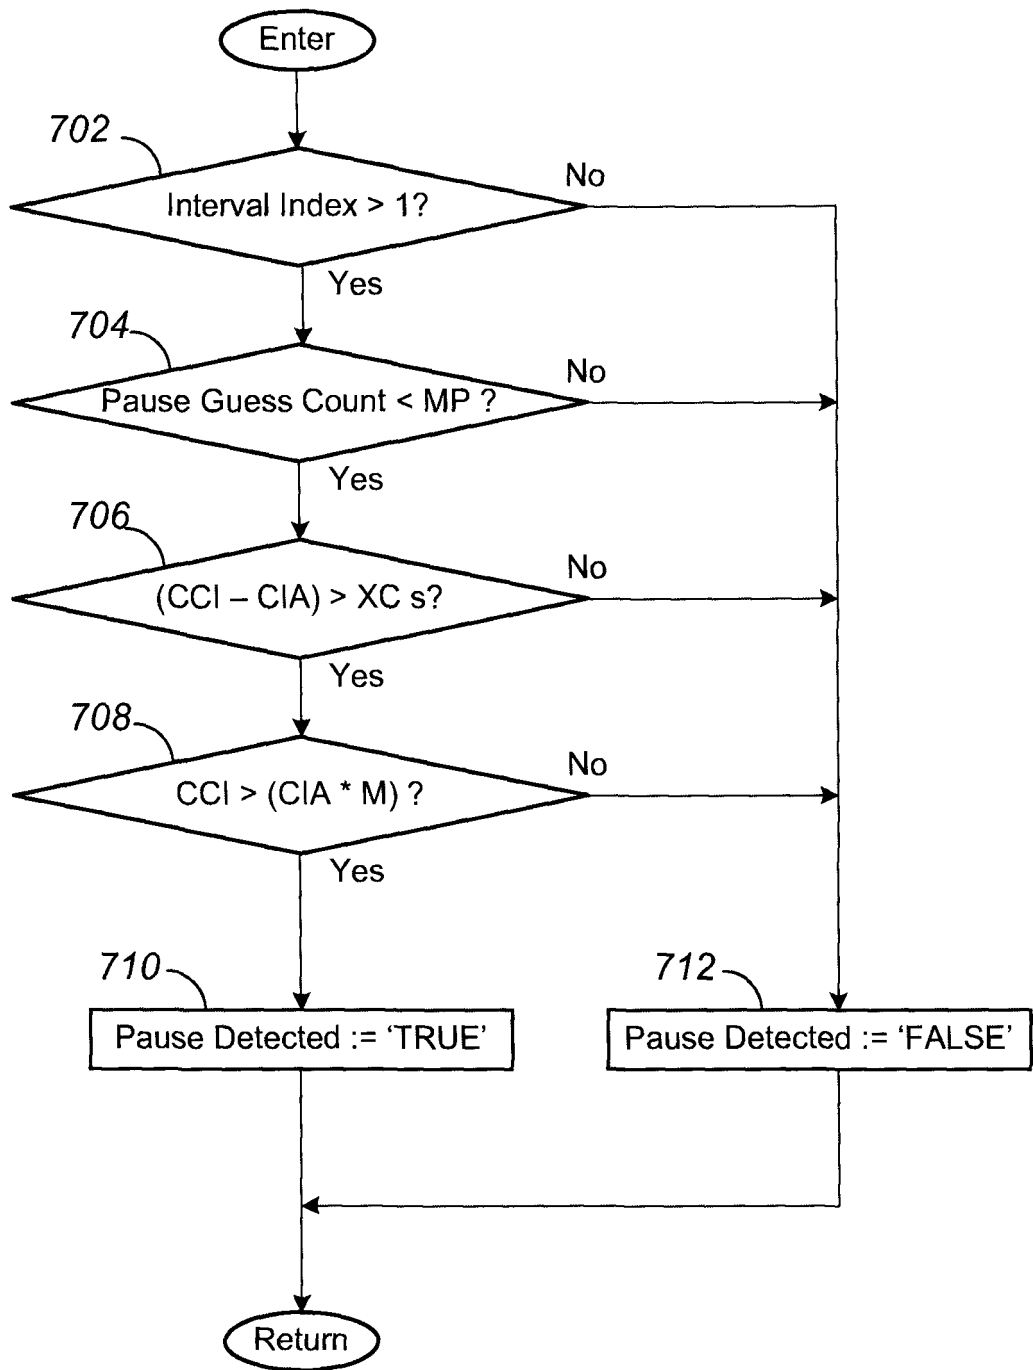 Enter
702
Interval Index > 1?
No
Yes
704
Pause Guess Count < MP ?
No
Yes
706
(CCI – CIA) > XC s?
No
Yes
708
CCI > (CIA * M) ?
No
Yes
710
Pause Detected := ‘TRUE’
712
Pause Detected := ‘FALSE’
Return